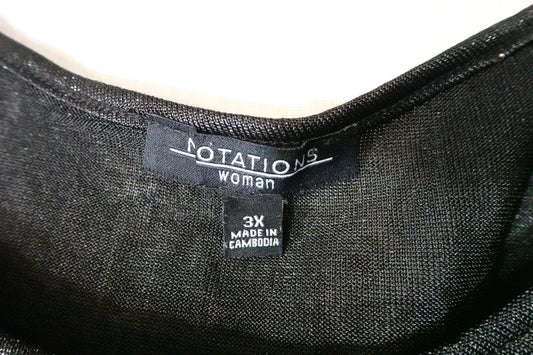 NOTATIONS
woman
3X
MADE IN
CAMBODIA